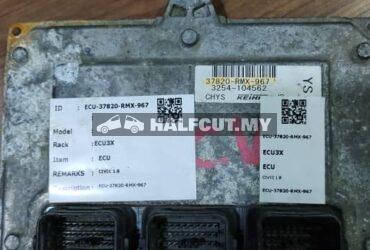 37820-RMX-967
3254-104562
CHYS KEIHIN
YS
ID : ECU-37820-RMX-967
Model
Rack : ECU3X
Item : ECU
REMARKS : CIVIC 1.8
Description : ECU-37820-RMX-967
HALFCUT.MY
ECU-37820-RMX-967
ECU3X
ECU
CIVIC 1.8
ECU-37820-RMX-967